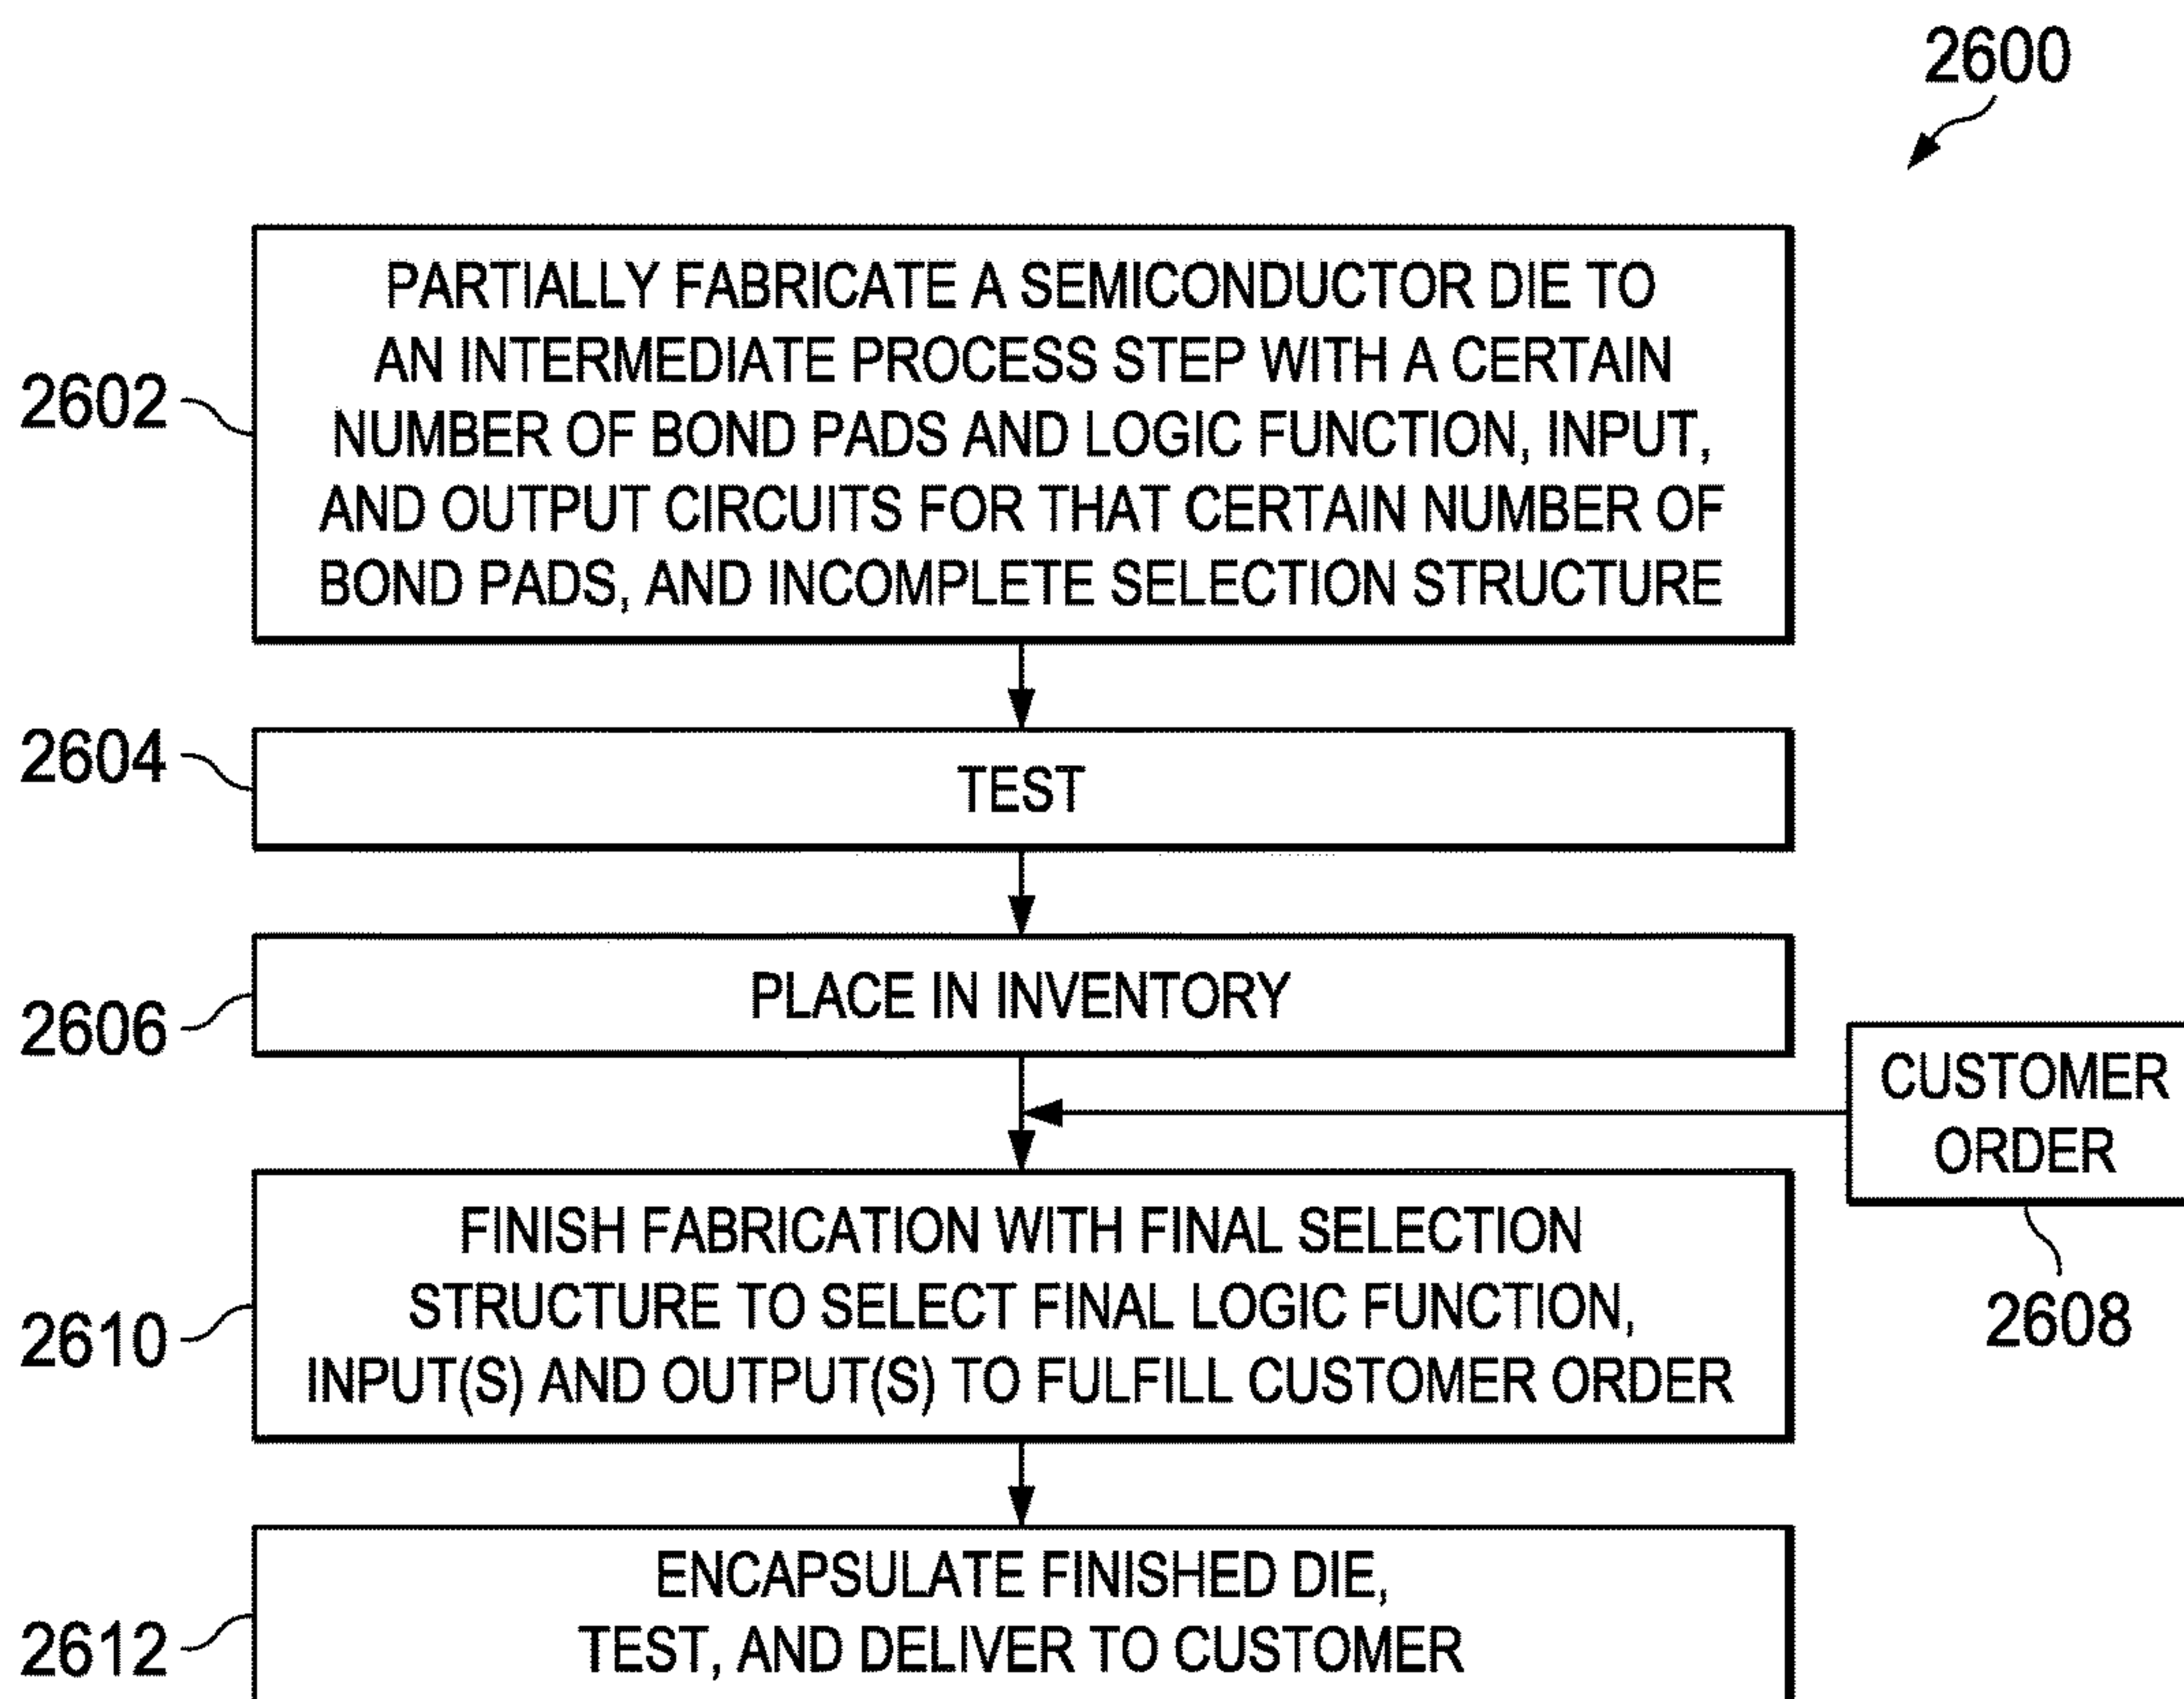 2600
PARTIALLY FABRICATE A SEMICONDUCTOR DIE TO
AN INTERMEDIATE PROCESS STEP WITH A CERTAIN
NUMBER OF BOND PADS AND LOGIC FUNCTION, INPUT,
AND OUTPUT CIRCUITS FOR THAT CERTAIN NUMBER OF
BOND PADS, AND INCOMPLETE SELECTION STRUCTURE
2602
2604
TEST
2606
PLACE IN INVENTORY
CUSTOMER
ORDER
2608
2610
FINISH FABRICATION WITH FINAL SELECTION
STRUCTURE TO SELECT FINAL LOGIC FUNCTION,
INPUT(S) AND OUTPUT(S) TO FULFILL CUSTOMER ORDER
2612
ENCAPSULATE FINISHED DIE,
TEST, AND DELIVER TO CUSTOMER